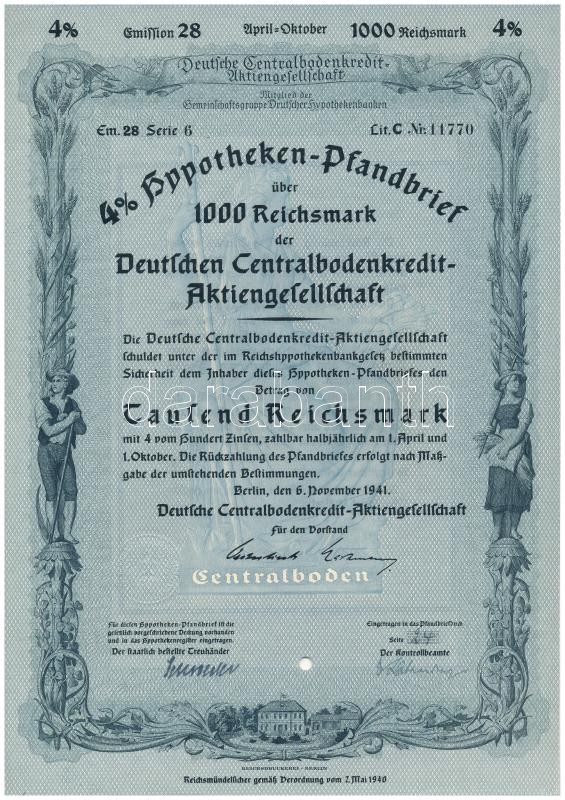 4% Emission 28 April-Oktober 1000 Reichsmark 4%
Deutsche Centralbodenkredit-
Aktiengesellschaft
Mitglied der
Gemeinschaftsgruppe Deutscher Hypothekenbanken
Em. 28 Serie 6 Lit. C Nr. 11770
4% Hypotheken-Pfandbrief
über
1000 Reichsmark
der
Deutschen Centralbodenkredit-
Aktiengesellschaft
Die Deutsche Centralbodenkredit-Aktiengesellschaft
schuldet unter der im Reichshypothekenbankgesetz bestimmten
Sicherheit dem Inhaber dieses Hypotheken-Pfandbriefes den
Betrag von
darabanth
Tausend Reichsmark
mit 4 vom Hundert Zinsen, zahlbar halbjährlich am 1. April und
1. Oktober. Die Rückzahlung des Pfandbriefes erfolgt nach Maß-
gabe der umstehenden Bestimmungen.
Berlin, den 6. November 1941.
Deutsche Centralbodenkredit-Aktiengesellschaft
Für den Vorstand
Centralboden
Für diesen Hypotheken-Pfandbrief ist die
gesetzlich vorgeschriebene Deckung vorhanden
und in das Hypothekenregister eingetragen.
Der staatlich bestellte Treuhänder
Eingetragen in das Pfandbriefbuch
Seite 24
Der Kontrollbeamte
REICHSDRUCKEREI · BERLIN
Reichsmündelsicher gemäß Verordnung vom 7. Mai 1940